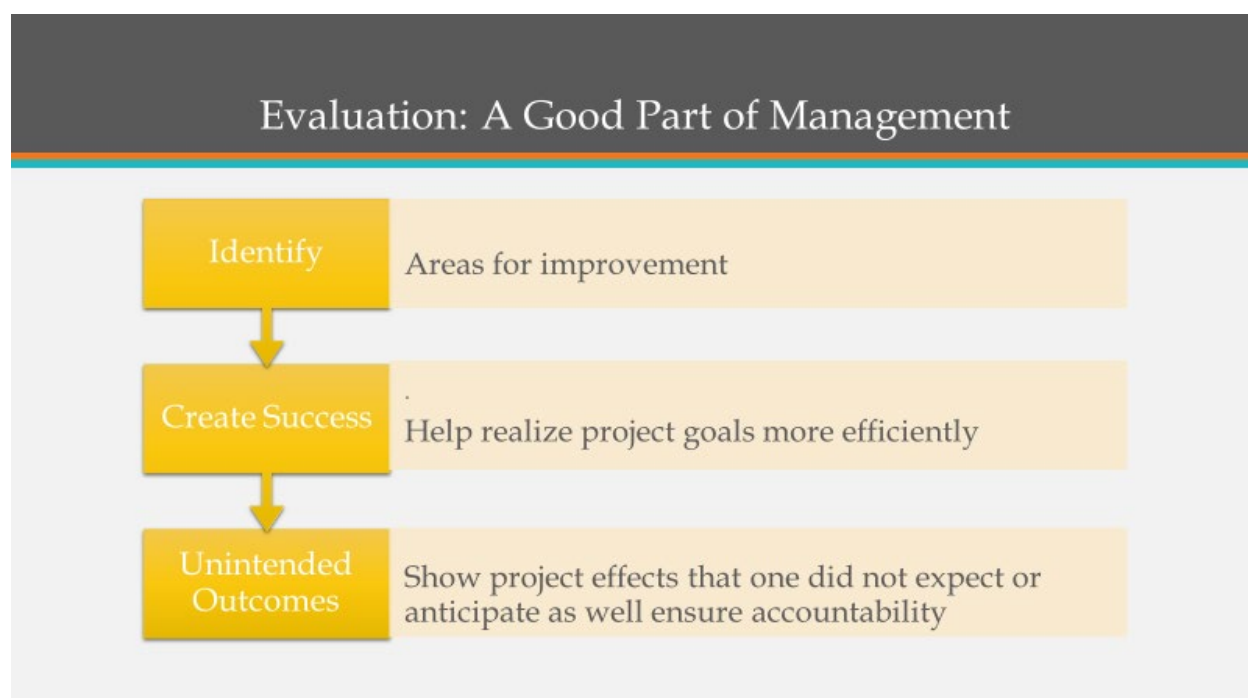 Evaluation: A Good Part of Management
Identify
Areas for improvement
Create Success
.
Help realize project goals more efficiently
Unintended
Outcomes
Show project effects that one did not expect or
anticipate as well ensure accountability